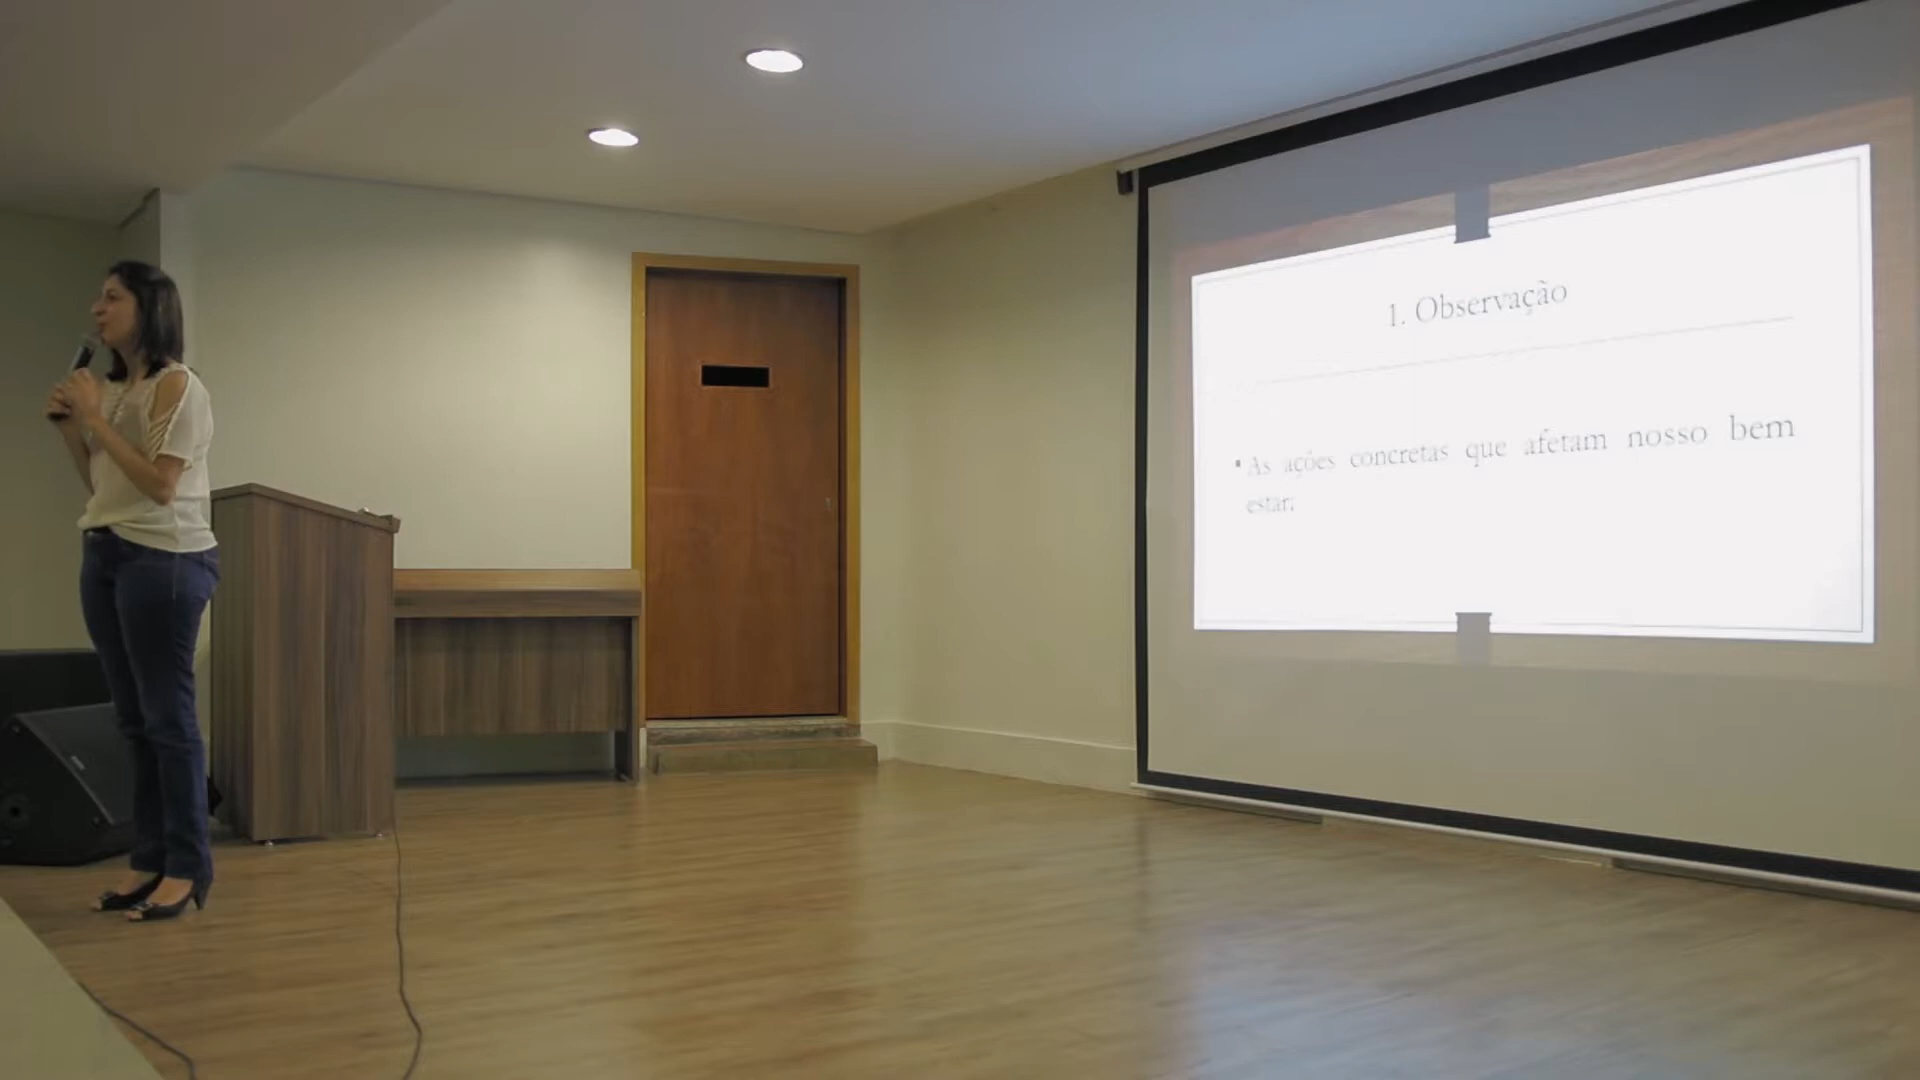 1. Observação
▪ As ações concretas que afetam nosso bem
estar;